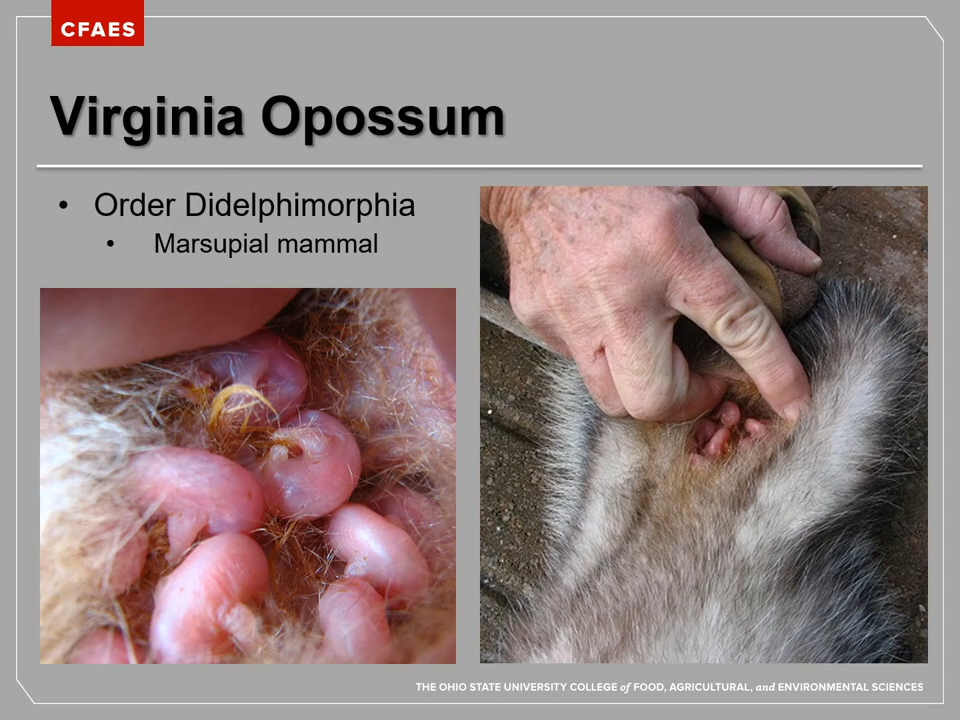 CFAES
Virginia Opossum
• Order Didelphimorphia
• Marsupial mammal
THE OHIO STATE UNIVERSITY COLLEGE of FOOD, AGRICULTURAL, and ENVIRONMENTAL SCIENCES